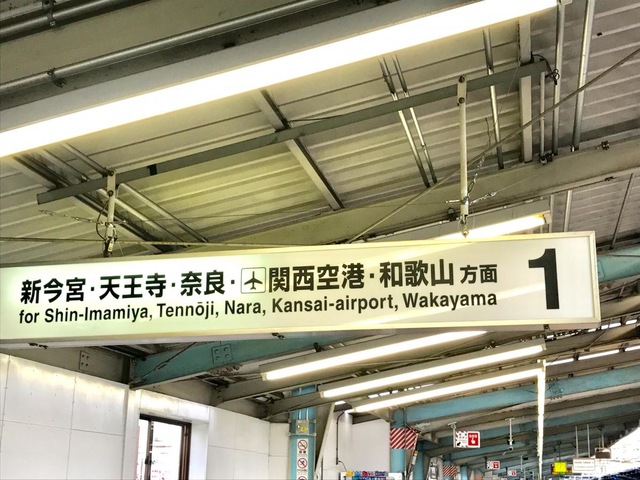 新今宮・天王寺・奈良・関西空港・和歌山方面 1
for Shin-Imamiya, Tennōji, Nara, Kansai-airport, Wakayama